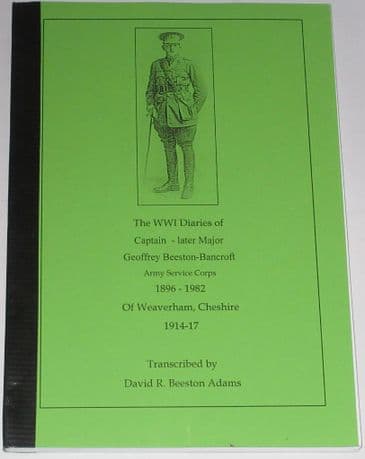 The WWI Diaries of
Captain - later Major
Geoffrey Beeston-Bancroft
Army Service Corps
1896 - 1982
Of Weaverham, Cheshire
1914-17
Transcribed by
David R. Beeston Adams